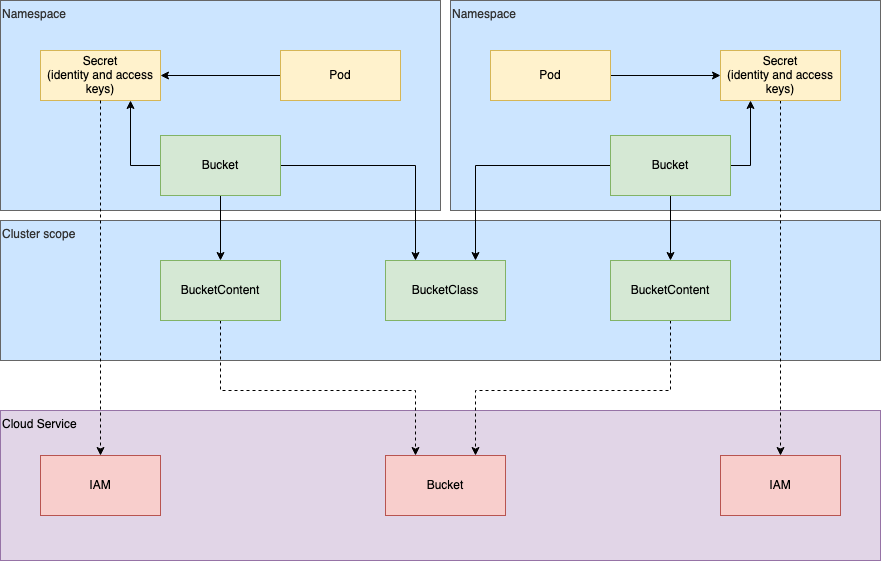 Namespace
Namespace
Secret
(identity and access
keys)
Pod
Pod
Secret
(identity and access
keys)
Bucket
Bucket
Cluster scope
BucketContent
BucketClass
BucketContent
Cloud Service
IAM
Bucket
IAM